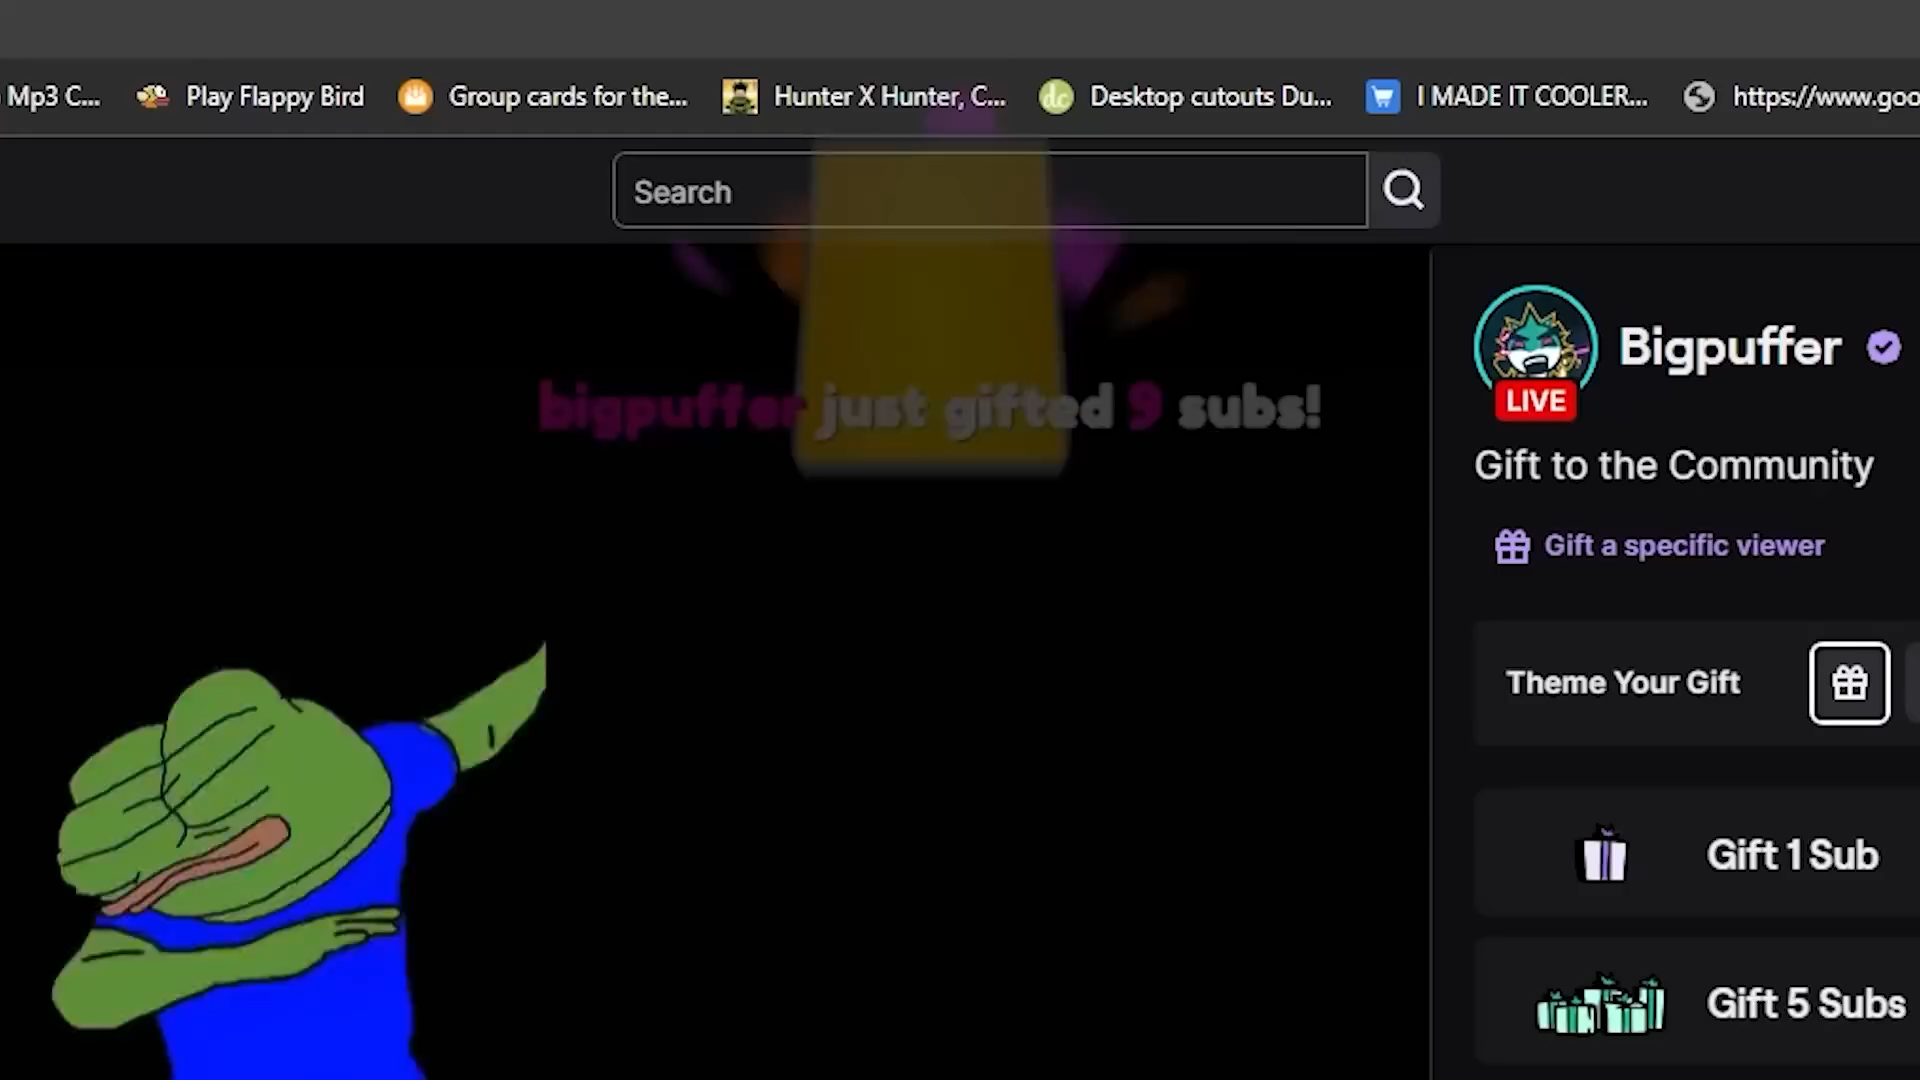 Mp3 C...
Play Flappy Bird
Group cards for the...
Hunter X Hunter, C...
dc
Desktop cutouts Du...
I MADE IT COOLER...
https://www.goo
Search
bigpuffer just gifted 9 subs!
Bigpuffer
LIVE
Gift to the Community
Gift a specific viewer
Theme Your Gift
Gift 1 Sub
Gift 5 Subs